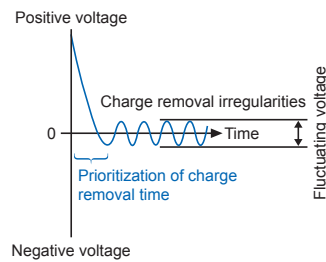 Positive voltage
Charge removal irregularities
0
Time
Fluctuating voltage
Prioritization of charge
removal time
Negative voltage